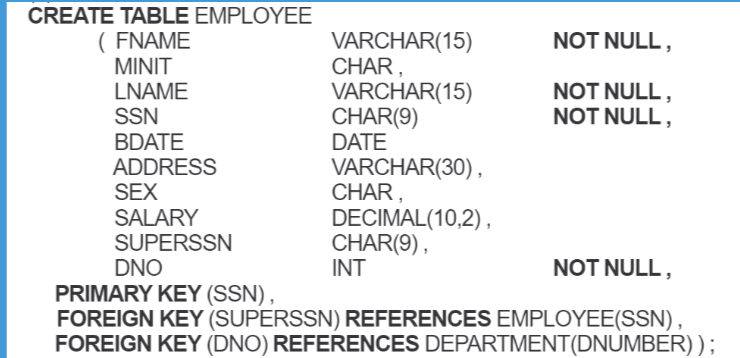 CREATE TABLE EMPLOYEE
( FNAME VARCHAR(15) NOT NULL ,
MINIT CHAR ,
LNAME VARCHAR(15) NOT NULL ,
SSN CHAR(9) NOT NULL ,
BDATE DATE
ADDRESS VARCHAR(30) ,
SEX CHAR ,
SALARY DECIMAL(10,2) ,
SUPERSSN CHAR(9) ,
DNO INT NOT NULL ,
PRIMARY KEY (SSN) ,
FOREIGN KEY (SUPERSSN) REFERENCES EMPLOYEE(SSN) ,
FOREIGN KEY (DNO) REFERENCES DEPARTMENT(DNUMBER) ) ;